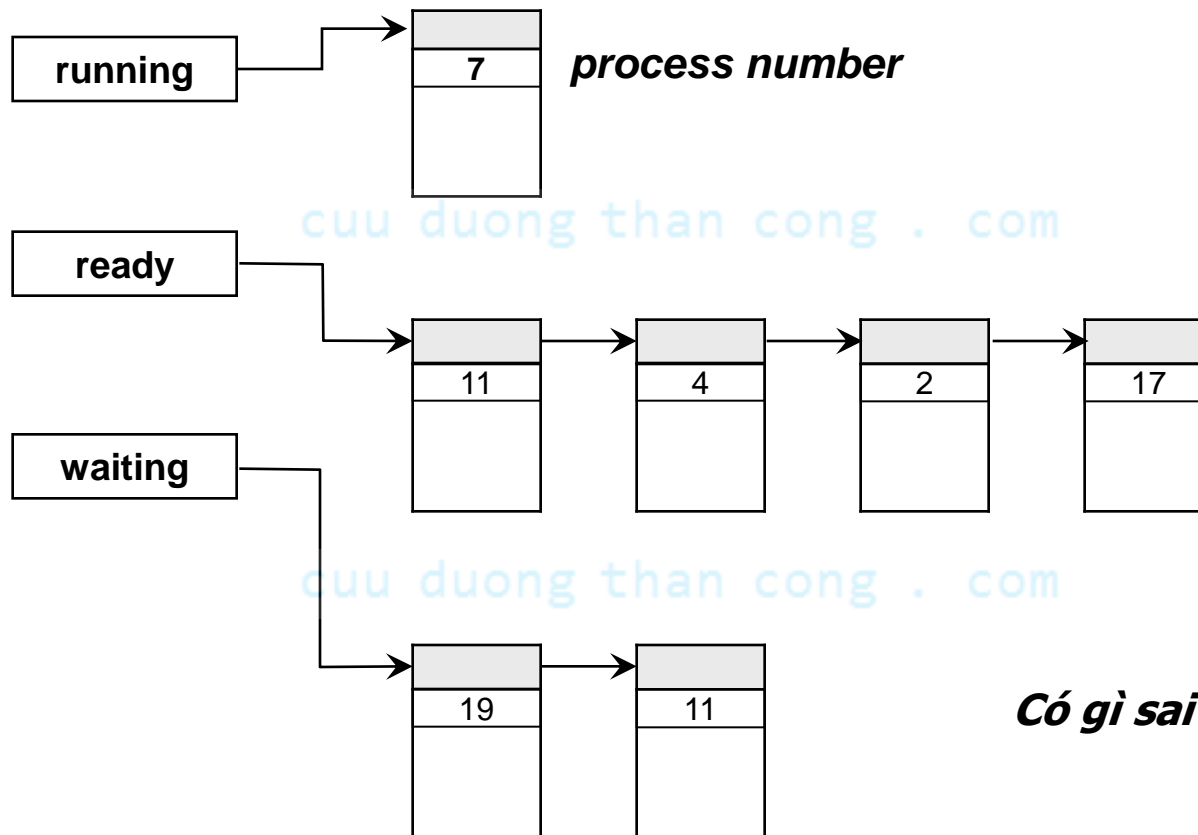 running
7
process number
cuu duong than cong . com
ready
11
4
2
17
waiting
cuu duong than cong . com
19
11
Có gì sai